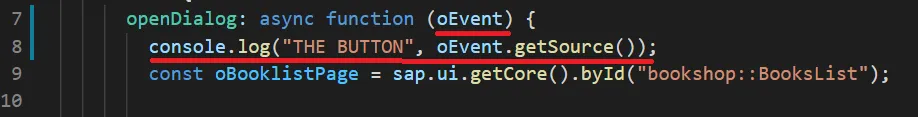 7 openDialog: async function (oEvent) {
8 console.log("THE BUTTON", oEvent.getSource());
9 const oBooklistPage = sap.ui.getCore().byId("bookshop::BooksList");
10